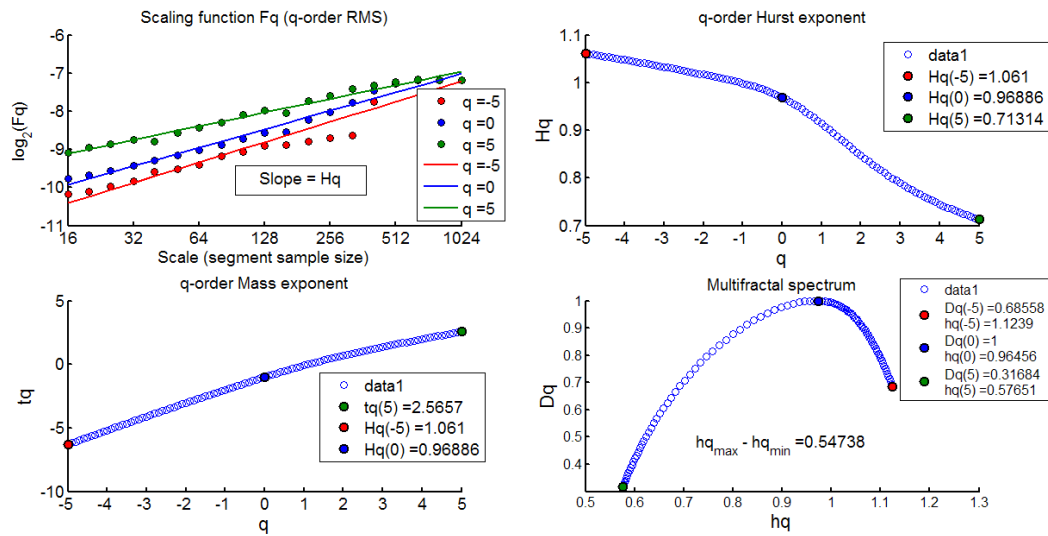 Scaling function Fq (q-order RMS)
-6
-7
-8
-9
-10
-11
log2(Fq)
16 32 64 128 256 512 1024
Scale (segment sample size)
Slope = Hq
q =-5
q =0
q =5
q =-5
q =0
q =5
q-order Hurst exponent
1.1
1
0.9
0.8
0.7
Hq
-5 -4 -3 -2 -1 0 1 2 3 4 5
q
data1
Hq(-5) =1.061
Hq(0) =0.96886
Hq(5) =0.71314
q-order Mass exponent
5
0
-5
-10
tq
-5 -4 -3 -2 -1 0 1 2 3 4 5
q
data1
tq(5) =2.5657
Hq(-5) =1.061
Hq(0) =0.96886
Multifractal spectrum
1
0.9
0.8
0.7
0.6
0.5
0.4
Dq
0.5 0.6 0.7 0.8 0.9 1 1.1 1.2 1.3
hq
hqmax - hqmin =0.54738
data1
Dq(-5) =0.68558
hq(-5) =1.1239
Dq(0) =1
hq(0) =0.96456
Dq(5) =0.31684
hq(5) =0.57651